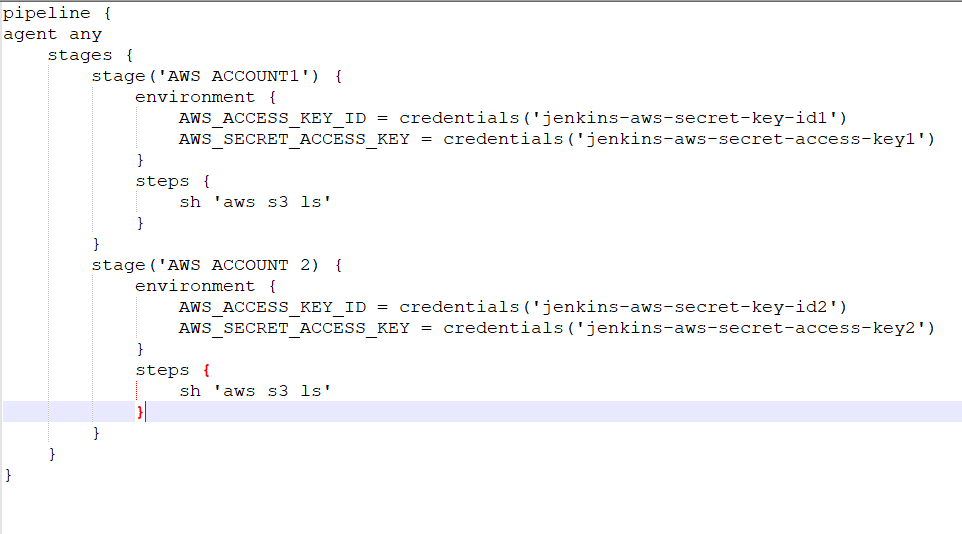 pipeline {
agent any
    stages {
        stage('AWS ACCOUNT1') {
            environment {
                AWS_ACCESS_KEY_ID = credentials('jenkins-aws-secret-key-id1')
                AWS_SECRET_ACCESS_KEY = credentials('jenkins-aws-secret-access-key1')
            }
            steps {
                sh 'aws s3 ls'
            }
        }
        stage('AWS ACCOUNT 2) {
            environment {
                AWS_ACCESS_KEY_ID = credentials('jenkins-aws-secret-key-id2')
                AWS_SECRET_ACCESS_KEY = credentials('jenkins-aws-secret-access-key2')
            }
            steps {
                sh 'aws s3 ls'
            }
        }
    }
}